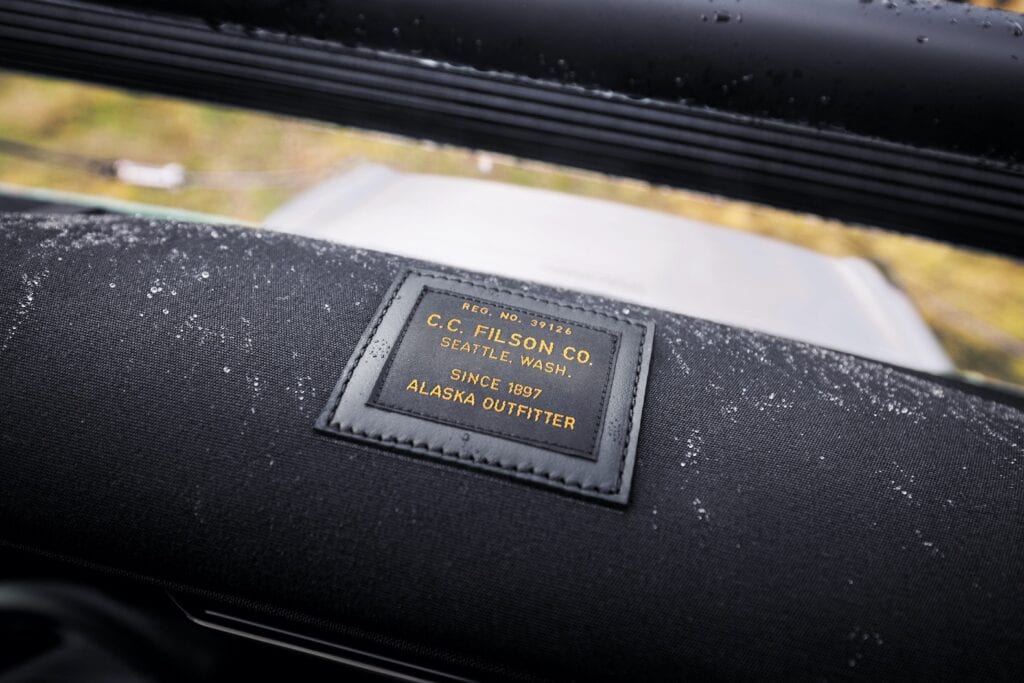 REG. NO. 39126
C.C. FILSON CO.
SEATTLE, WASH.
SINCE 1897
ALASKA OUTFITTER